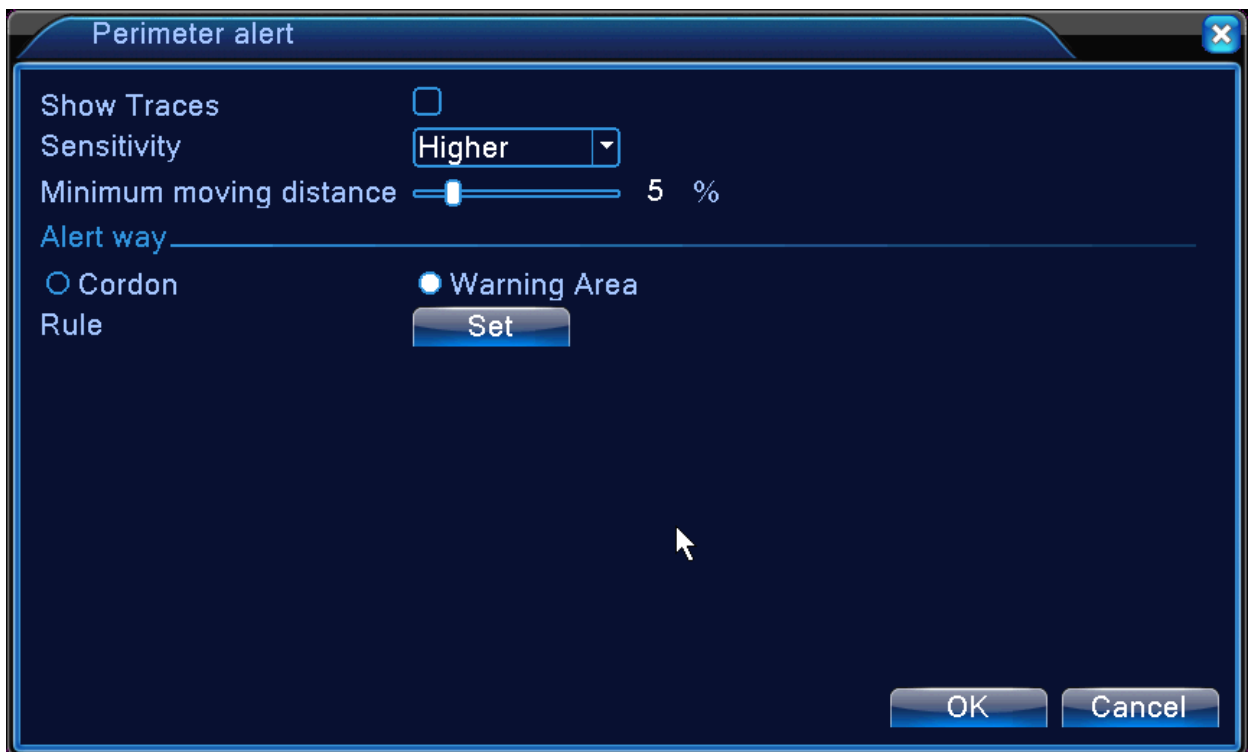 Perimeter alert
Show Traces
Sensitivity Higher
Minimum moving distance 5 %
Alert way
Cordon Warning Area
Rule Set
OK Cancel